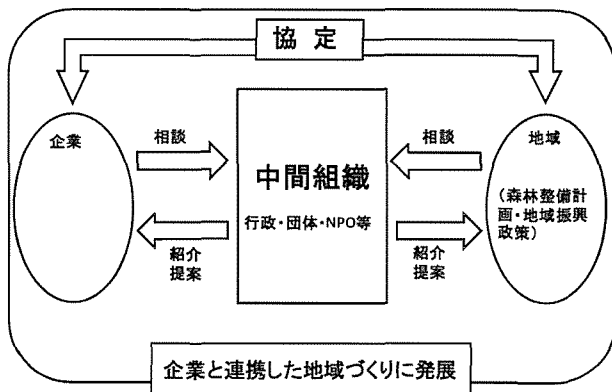 協 定
企業
相談
紹介
提案
中間組織
行政・団体・NPO等
相談
紹介
提案
地域
（森林整備計
画・地域振興
政策）
企業と連携した地域づくりに発展